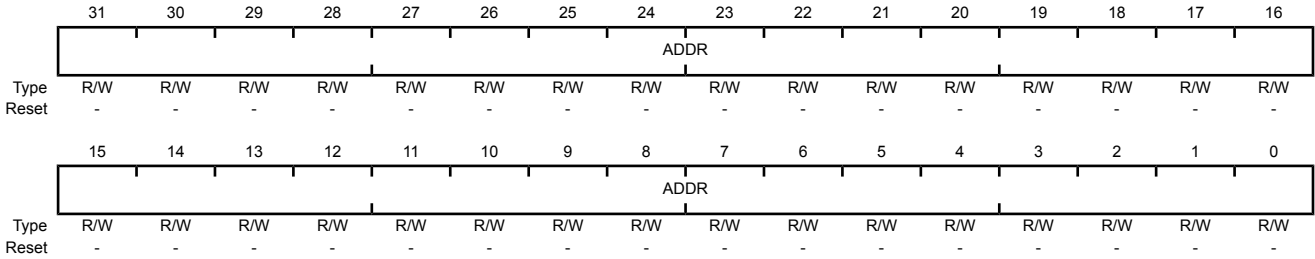 31 30 29 28 27 26 25 24 23 22 21 20 19 18 17 16
ADDR
Type R/W R/W R/W R/W R/W R/W R/W R/W R/W R/W R/W R/W R/W R/W R/W R/W
Reset - - - - - - - - - - - - - - - -
15 14 13 12 11 10 9 8 7 6 5 4 3 2 1 0
ADDR
Type R/W R/W R/W R/W R/W R/W R/W R/W R/W R/W R/W R/W R/W R/W R/W R/W
Reset - - - - - - - - - - - - - - - -